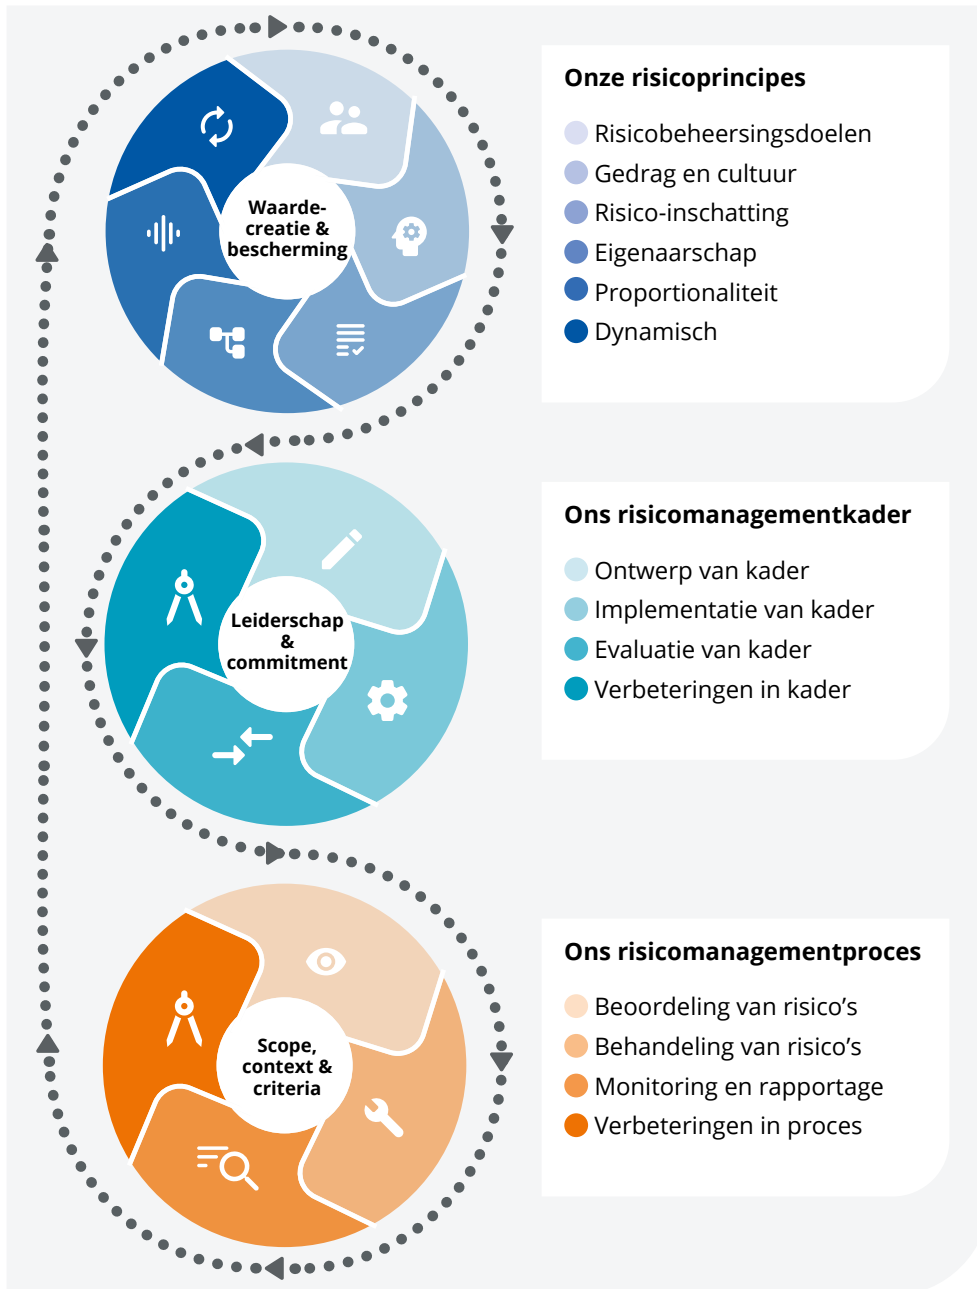 Waarde-
creatie &
bescherming
Onze risicoprincipes
Risicobeheersingsdoelen
Gedrag en cultuur
Risico-inschatting
Eigenaarschap
Proportionaliteit
Dynamisch
Leiderschap
&
commitment
Ons risicomanagementkader
Ontwerp van kader
Implementatie van kader
Evaluatie van kader
Verbeteringen in kader
Scope,
context &
criteria
Ons risicomanagementproces
Beoordeling van risico’s
Behandeling van risico’s
Monitoring en rapportage
Verbeteringen in proces